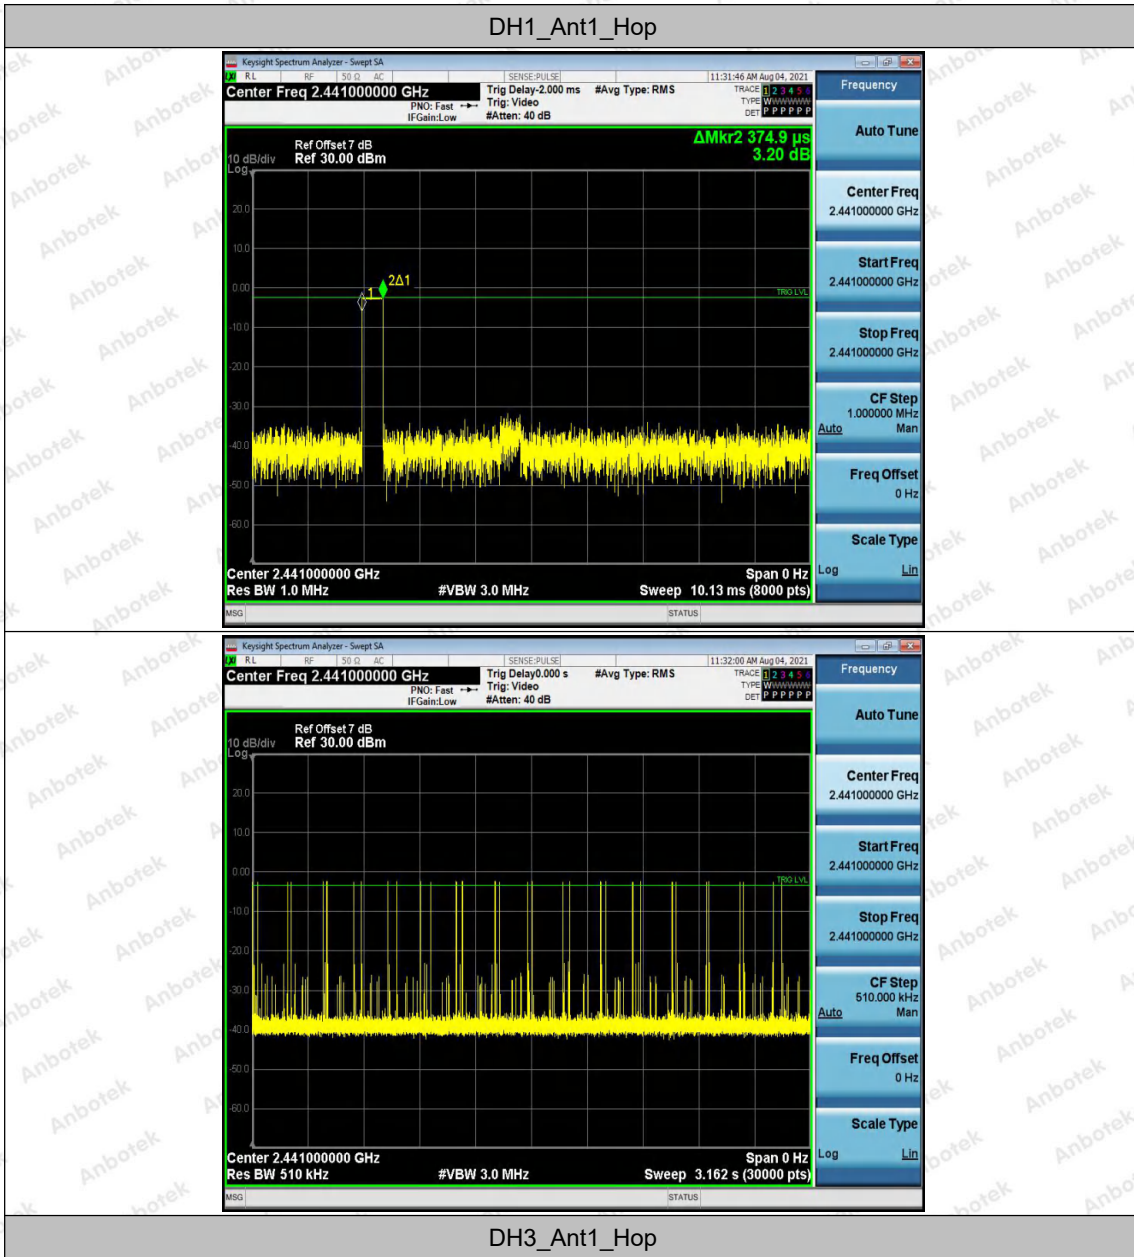 DH1_Ant1_Hop
Keysight Spectrum Analyzer - Swept SA
RL RF 50 Ω AC SENSE:PULSE 11:31:46 AM Aug 04, 2021
Center Freq 2.441000000 GHz
PNO: Fast
IFGain:Low
Trig Delay-2.000 ms
Trig: Video
#Atten: 40 dB
#Avg Type: RMS
TRACE 1 2 3 4 5 6
TYPE WWWWWW
DET P P P P P P
ΔMkr2 374.9 µs
3.20 dB
Ref Offset 7 dB
10 dB/div Ref 30.00 dBm
Log
20.0
10.0
0.00
-10.0
-20.0
-30.0
-40.0
-50.0
-60.0
1
2Δ1
TRIG LVL
Center 2.441000000 GHz Span 0 Hz
Res BW 1.0 MHz #VBW 3.0 MHz Sweep 10.13 ms (8000 pts)
MSG STATUS
Frequency
Auto Tune
Center Freq
2.441000000 GHz
Start Freq
2.441000000 GHz
Stop Freq
2.441000000 GHz
CF Step
1.000000 MHz
Auto Man
Freq Offset
0 Hz
Scale Type
Log Lin
Keysight Spectrum Analyzer - Swept SA
RL RF 50 Ω AC SENSE:PULSE 11:32:00 AM Aug 04, 2021
Center Freq 2.441000000 GHz
PNO: Fast
IFGain:Low
Trig Delay0.000 s
Trig: Video
#Atten: 40 dB
#Avg Type: RMS
TRACE 1 2 3 4 5 6
TYPE WWWWWW
DET P P P P P P
Ref Offset 7 dB
10 dB/div Ref 30.00 dBm
Log
20.0
10.0
0.00
-10.0
-20.0
-30.0
-40.0
-50.0
-60.0
TRIG LVL
Center 2.441000000 GHz Span 0 Hz
Res BW 510 kHz #VBW 3.0 MHz Sweep 3.162 s (30000 pts)
MSG STATUS
Frequency
Auto Tune
Center Freq
2.441000000 GHz
Start Freq
2.441000000 GHz
Stop Freq
2.441000000 GHz
CF Step
510.000 kHz
Auto Man
Freq Offset
0 Hz
Scale Type
Log Lin
DH3_Ant1_Hop
Anbotek